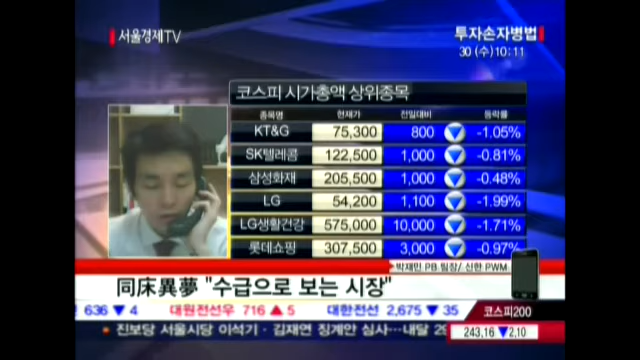 서울경제TV
투자손자병법
30 (수) 10:11
코스피 시가총액 상위종목
종목명 현재가 전일대비 등락률
KT&G 75,300 800 ▼ -1.05%
SK텔레콤 122,500 1,000 ▼ -0.81%
삼성화재 205,500 1,000 ▼ -0.48%
LG 54,200 1,100 ▼ -1.99%
LG생활건강 575,000 10,000 ▼ -1.71%
롯데쇼핑 307,500 3,000 ▼ -0.97%
박재민 PB 팀장/ 신한 PWM
同床異夢 "수급으로 보는 시장"
636 ▼ 4 대원전선우 716 ▲ 5 대한전선 2,675 ▼ 35 코스피200
진보당 서울시당 이석기·김재연 징계안 심사...내달 29 243.16 ▼2.10